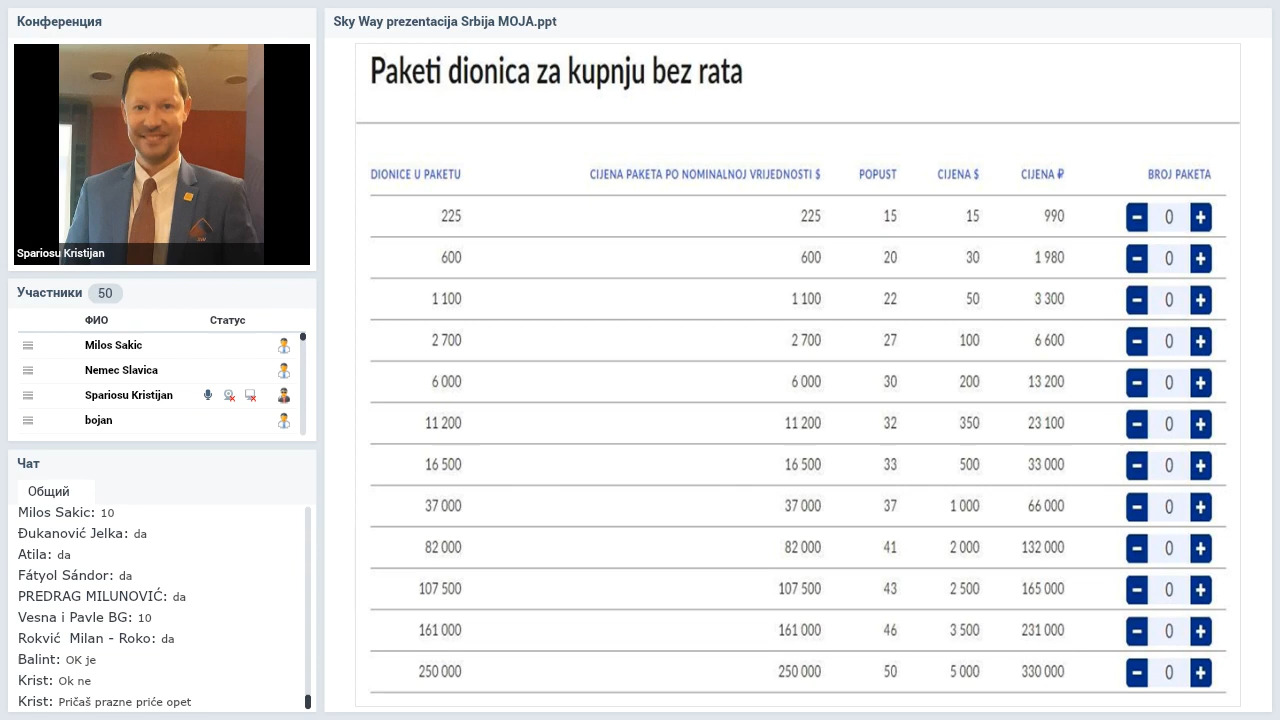 Конференция
Spariosu Kristijan
Участники 50
ФИО Статус
Milos Sakic
Nemec Slavica
Spariosu Kristijan
bojan
Чат
Общий
Milos Sakic: 10
Đukanović Jelka: da
Atila: da
Fátyol Sándor: da
PREDRAG MILUNOVIĆ: da
Vesna i Pavle BG: 10
Rokvić Milan - Roko: da
Balint: OK je
Krist: Ok ne
Krist: Pričaš prazne priće opet
Sky Way prezentacija Srbija MOJA.ppt
Paketi dionica za kupnju bez rata
DIONICE U PAKETU CIJENA PAKETA PO NOMINALNOJ VRIJEDNOSTI $ POPUST CIJENA $ CIJENA ₽ BROJ PAKETA
225 225 15 15 990 − 0 +
600 600 20 30 1 980 − 0 +
1 100 1 100 22 50 3 300 − 0 +
2 700 2 700 27 100 6 600 − 0 +
6 000 6 000 30 200 13 200 − 0 +
11 200 11 200 32 350 23 100 − 0 +
16 500 16 500 33 500 33 000 − 0 +
37 000 37 000 37 1 000 66 000 − 0 +
82 000 82 000 41 2 000 132 000 − 0 +
107 500 107 500 43 2 500 165 000 − 0 +
161 000 161 000 46 3 500 231 000 − 0 +
250 000 250 000 50 5 000 330 000 − 0 +